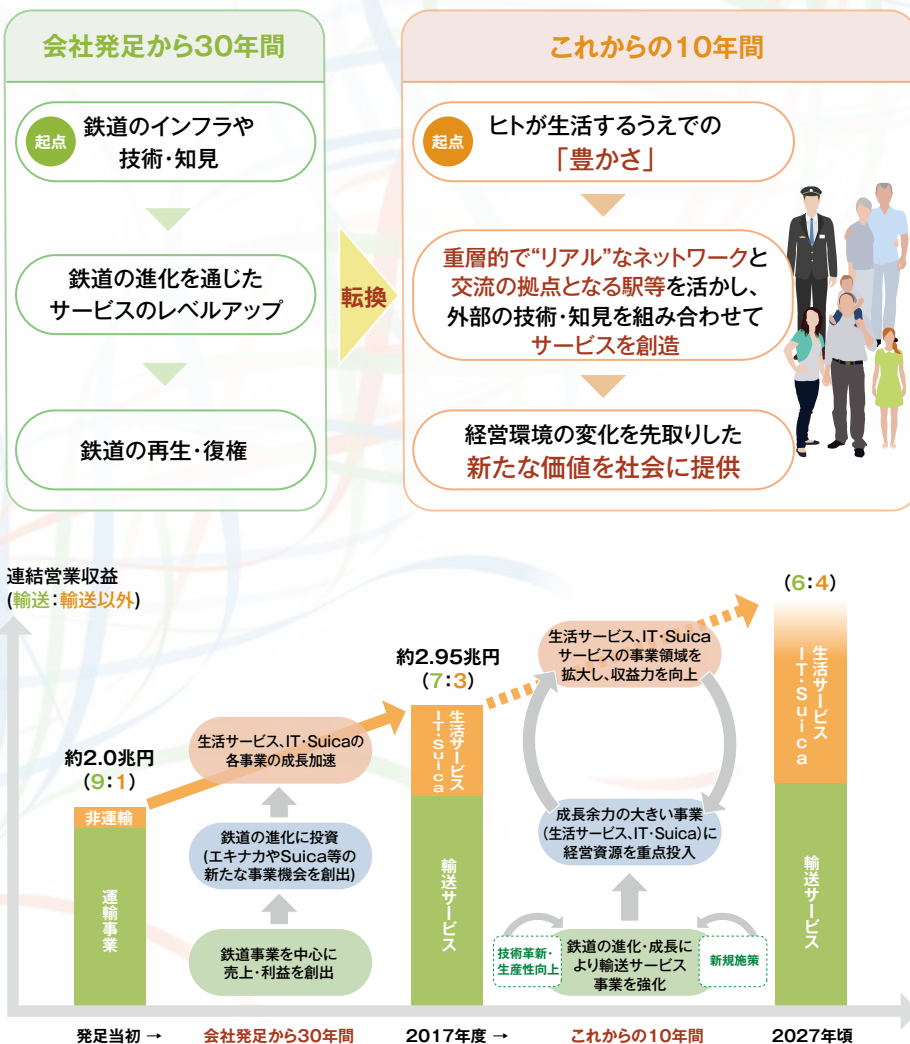 会社発足から30年間
起点
鉄道のインフラや
技術・知見
鉄道の進化を通じた
サービスのレベルアップ
鉄道の再生・復権
転換
これからの10年間
起点
ヒトが生活するうえでの
「豊かさ」
重層的で“リアル”なネットワークと
交流の拠点となる駅等を活かし、
外部の技術・知見を組み合わせて
サービスを創造
経営環境の変化を先取りした
新たな価値を社会に提供
連結営業収益
(輸送:輸送以外)
約2.0兆円
(9:1)
非運輸
運輸事業
生活サービス、IT・Suicaの
各事業の成長加速
鉄道の進化に投資
(エキナカやSuica等の
新たな事業機会を創出)
鉄道事業を中心に
売上・利益を創出
約2.95兆円
(7:3)
生活サービス
IT・Suica
輸送サービス
生活サービス、IT・Suica
サービスの事業領域を
拡大し、収益力を向上
成長余力の大きい事業
(生活サービス、IT・Suica)に
経営資源を重点投入
技術革新・
生産性向上
鉄道の進化・成長に
より輸送サービス
事業を強化
新規施策
(6:4)
生活サービス
IT・Suica
輸送サービス
発足当初 →
会社発足から30年間
2017年度 →
これからの10年間
2027年頃